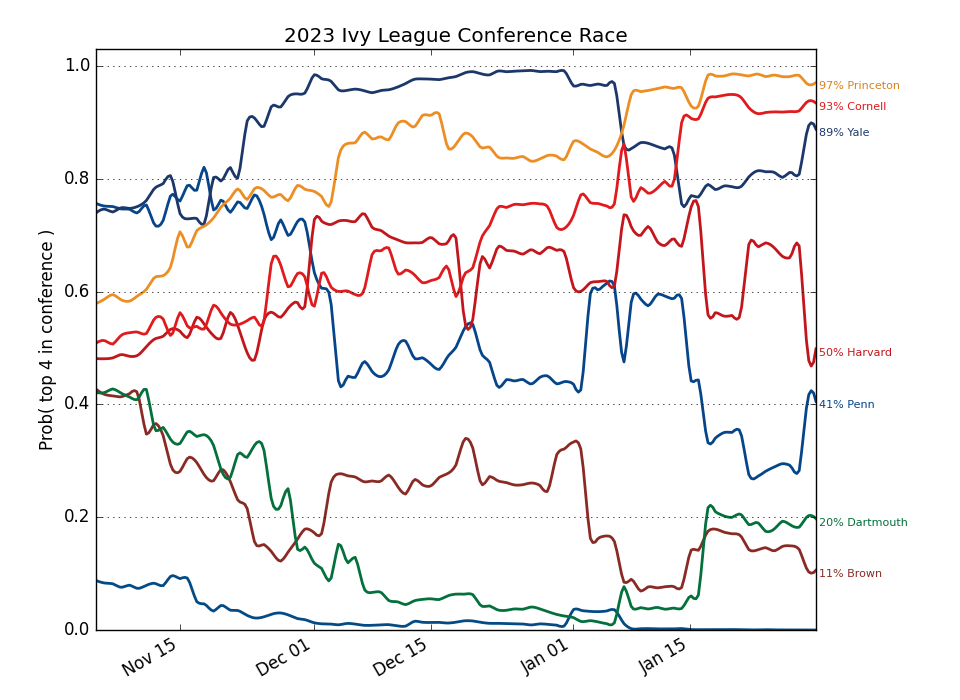 2023 Ivy League Conference Race
Prob( top 4 in conference )
1.0
0.8
0.6
0.4
0.2
0.0
Nov 15
Dec 01
Dec 15
Jan 01
Jan 15
97% Princeton
93% Cornell
89% Yale
50% Harvard
41% Penn
20% Dartmouth
11% Brown